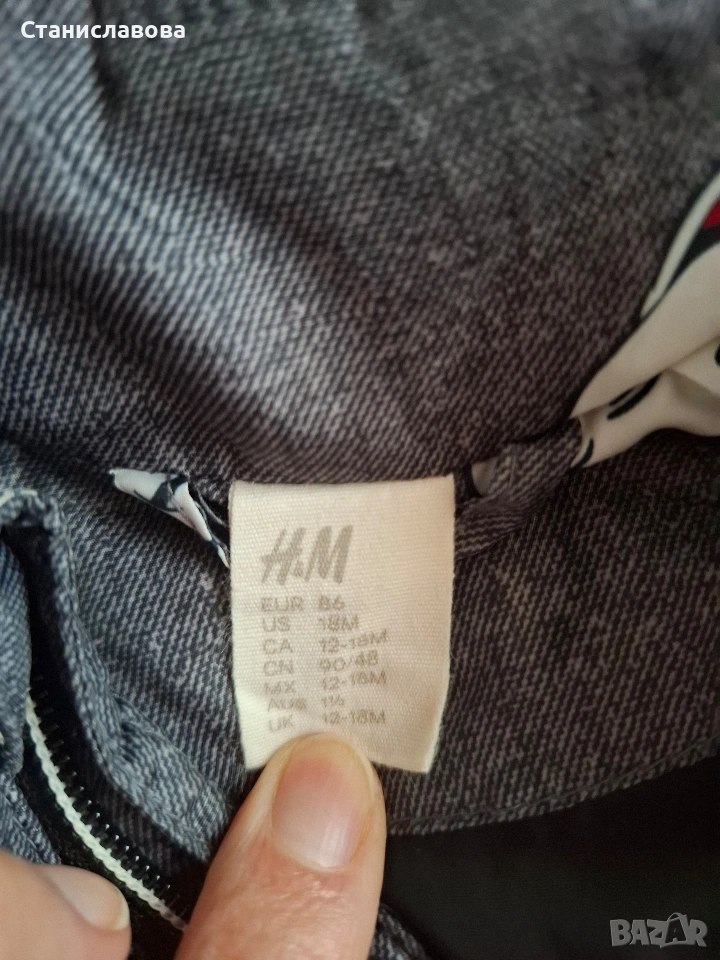 Станиславова
H&M
EUR 86
US 18M
CA 12-18M
CN 90/48
MX 12-18M
AUS 1½
UK 12-18M
BAZAR